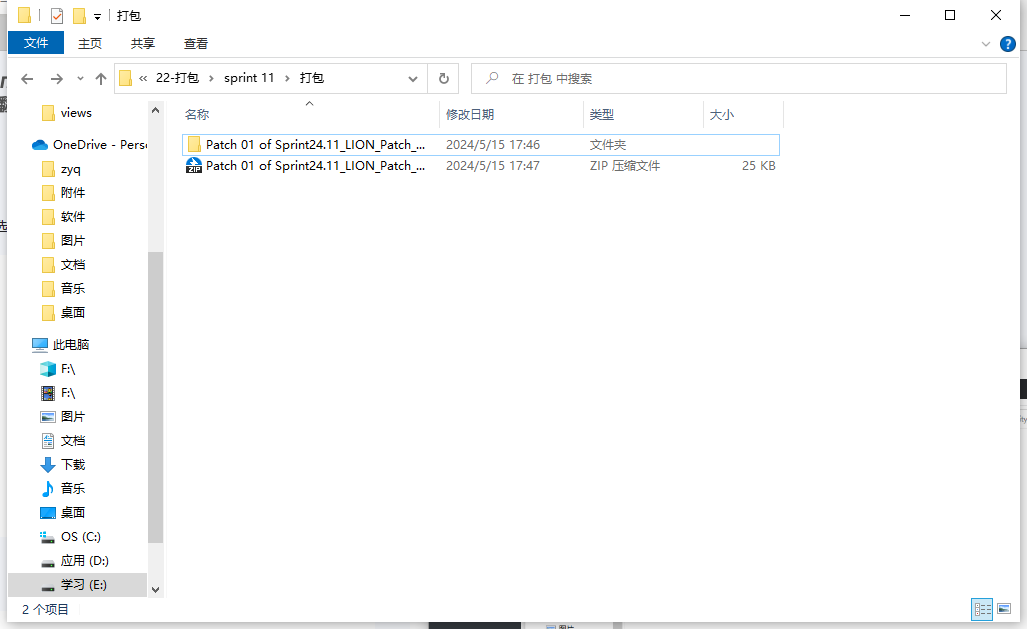 打包
文件 主页 共享 查看
« 22-打包 › sprint 11 › 打包
在 打包 中搜索
名称 修改日期 类型 大小
Patch 01 of Sprint24.11_LION_Patch_... 2024/5/15 17:46 文件夹
Patch 01 of Sprint24.11_LION_Patch_... 2024/5/15 17:47 ZIP 压缩文件 25 KB
views
OneDrive - Pers
zyq
附件
软件
图片
文档
音乐
桌面
此电脑
F:\
F:\
图片
文档
下载
音乐
桌面
OS (C:)
应用 (D:)
学习 (E:)
2 个项目